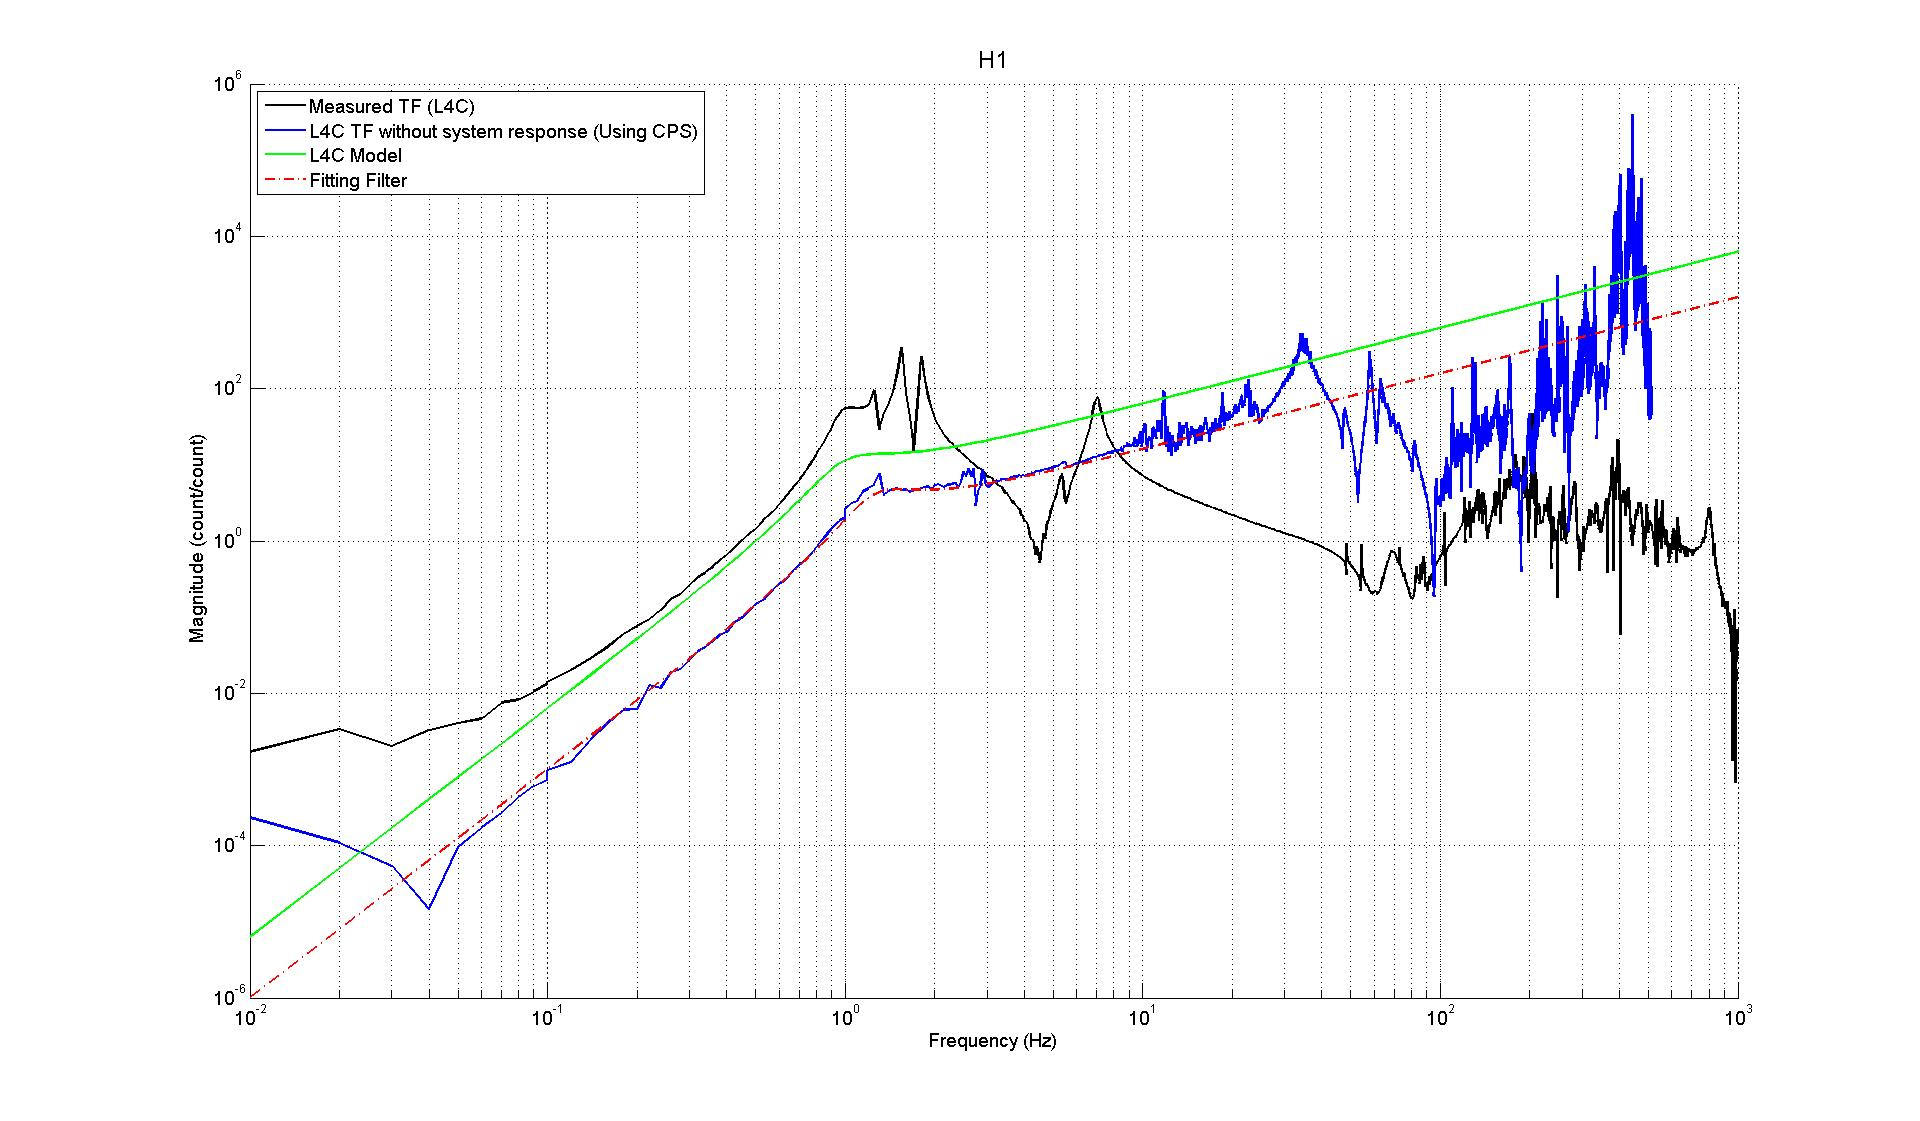 H1
10^6
Measured TF (L4C)
L4C TF without system response (Using CPS)
L4C Model
Fitting Filter
10^4
10^2
10^0
10^-2
10^-4
10^-6
Magnitude (count/count)
10^-2 10^-1 10^0 10^1 10^2 10^3
Frequency (Hz)